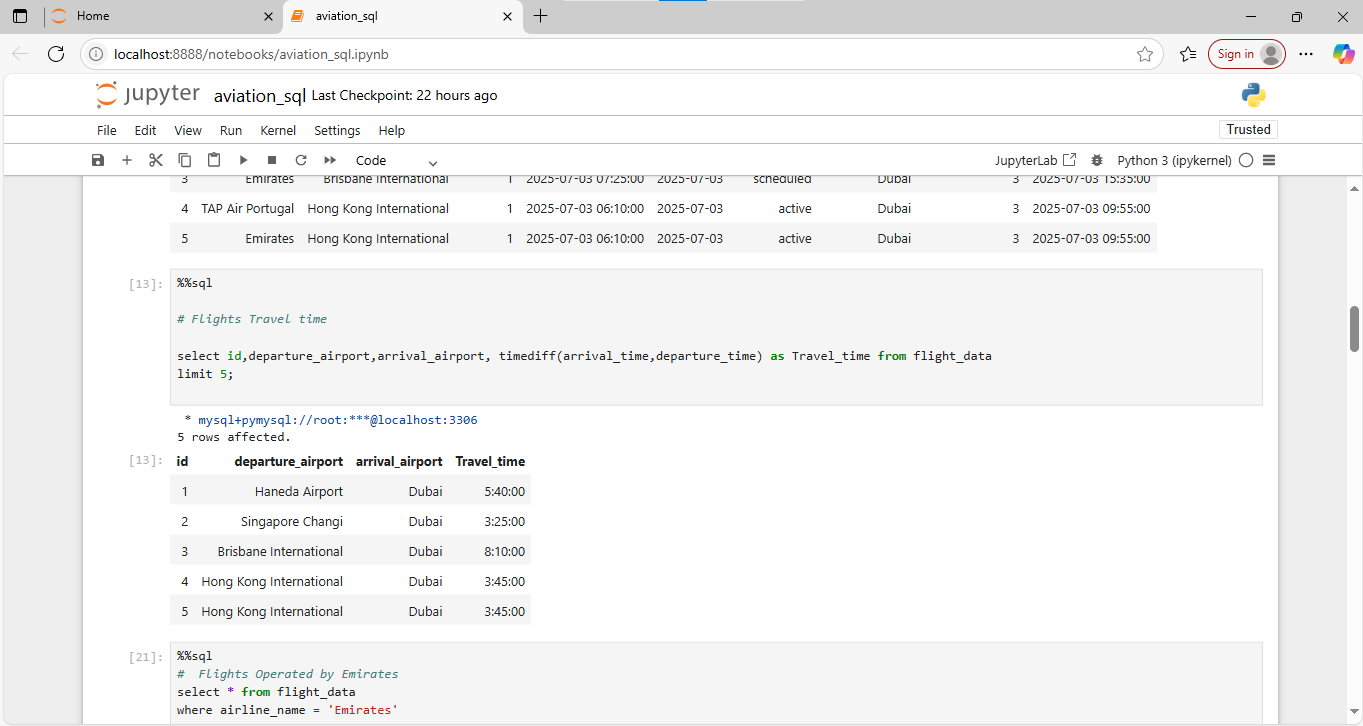 Home
aviation_sql
localhost:8888/notebooks/aviation_sql.ipynb
Sign in
jupyter aviation_sql Last Checkpoint: 22 hours ago
File Edit View Run Kernel Settings Help
Trusted
Code
JupyterLab
Python 3 (ipykernel)
3 Emirates Brisbane International 1 2025-07-03 07:25:00 2025-07-03 scheduled Dubai 3 2025-07-03 15:35:00
4 TAP Air Portugal Hong Kong International 1 2025-07-03 06:10:00 2025-07-03 active Dubai 3 2025-07-03 09:55:00
5 Emirates Hong Kong International 1 2025-07-03 06:10:00 2025-07-03 active Dubai 3 2025-07-03 09:55:00
[13]: %%sql
# Flights Travel time
select id,departure_airport,arrival_airport, timediff(arrival_time,departure_time) as Travel_time from flight_data
limit 5;
* mysql+pymysql://root:***@localhost:3306
5 rows affected.
[13]: id departure_airport arrival_airport Travel_time
1 Haneda Airport Dubai 5:40:00
2 Singapore Changi Dubai 3:25:00
3 Brisbane International Dubai 8:10:00
4 Hong Kong International Dubai 3:45:00
5 Hong Kong International Dubai 3:45:00
[21]: %%sql
# Flights Operated by Emirates
select * from flight_data
where airline_name = 'Emirates'